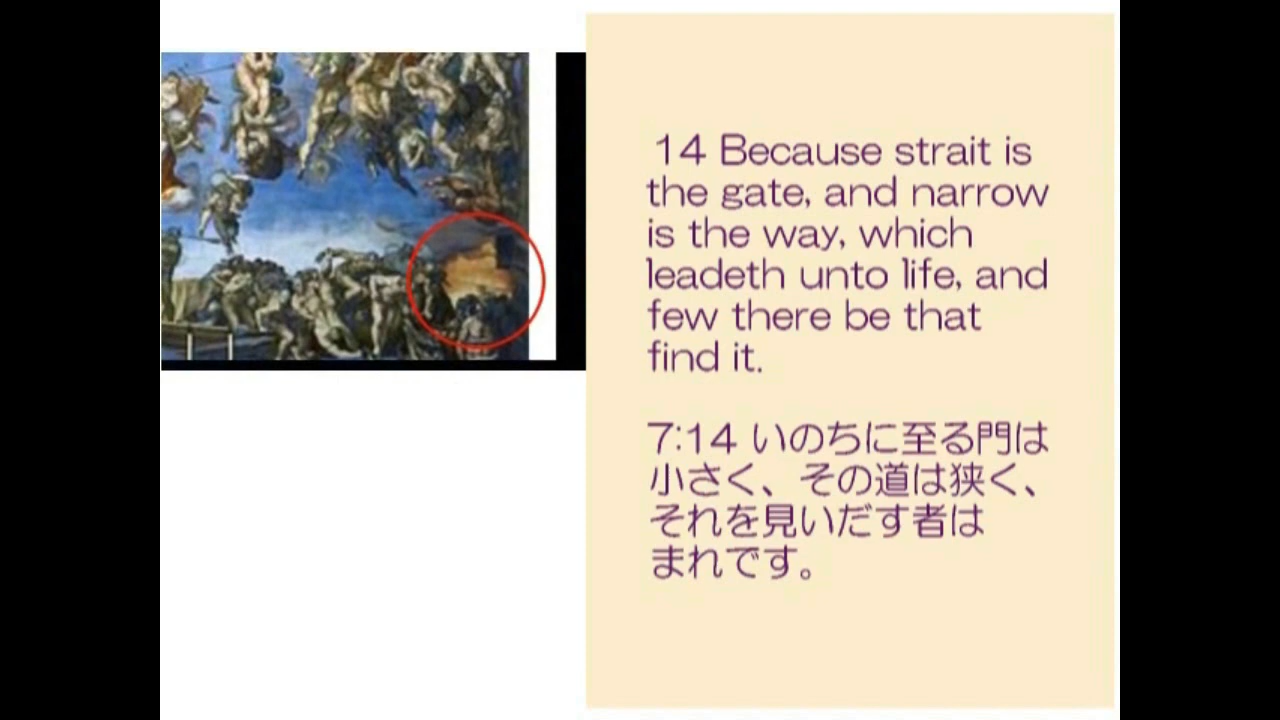 14 Because strait is
the gate, and narrow
is the way, which
leadeth unto life, and
few there be that
find it.
7:14 いのちに至る門は
小さく、その道は狭く、
それを見いだす者は
まれです。